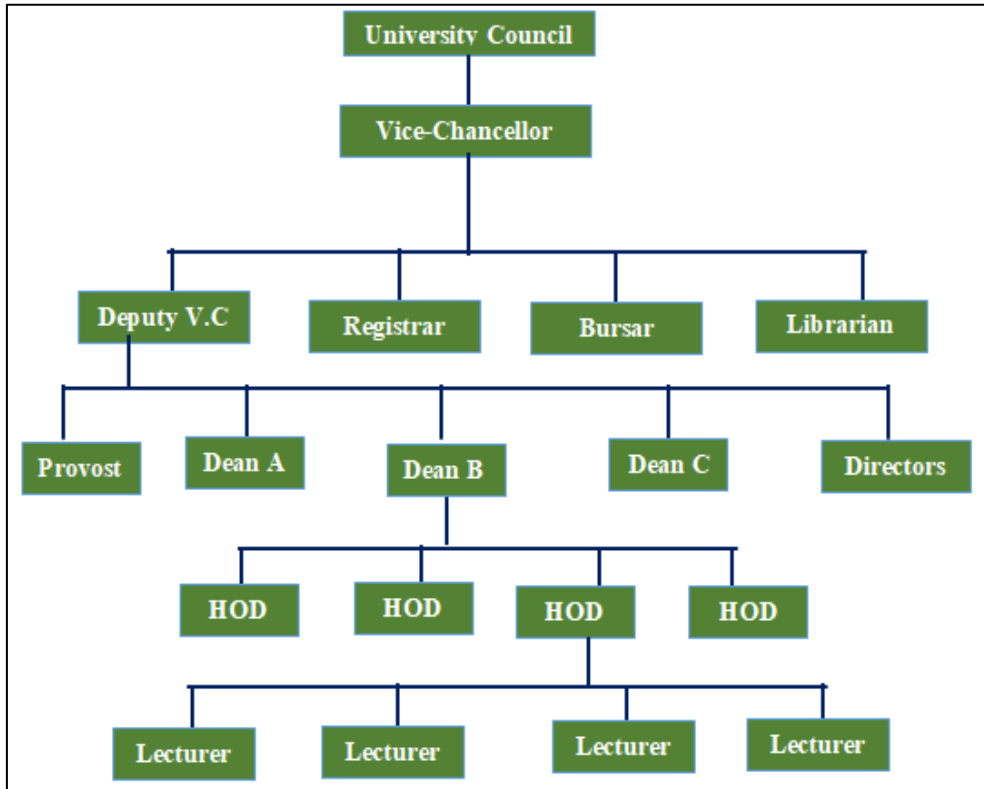 University Council
Vice-Chancellor
Deputy V.C
Registrar
Bursar
Librarian
Provost
Dean A
Dean B
Dean C
Directors
HOD
HOD
HOD
HOD
Lecturer
Lecturer
Lecturer
Lecturer